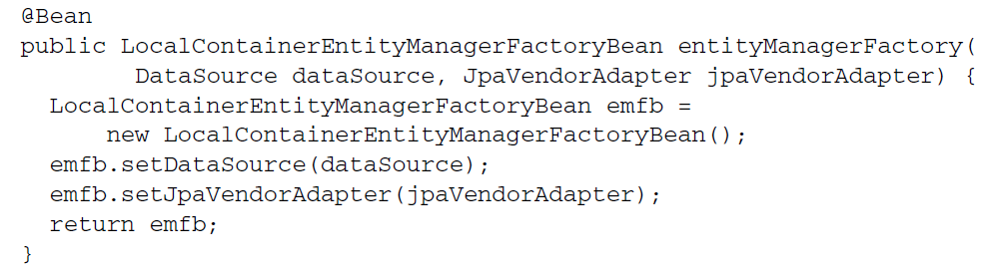 @Bean
public LocalContainerEntityManagerFactoryBean entityManagerFactory(
        DataSource dataSource, JpaVendorAdapter jpaVendorAdapter) {
  LocalContainerEntityManagerFactoryBean emfb =
      new LocalContainerEntityManagerFactoryBean();
  emfb.setDataSource(dataSource);
  emfb.setJpaVendorAdapter(jpaVendorAdapter);
  return emfb;
}